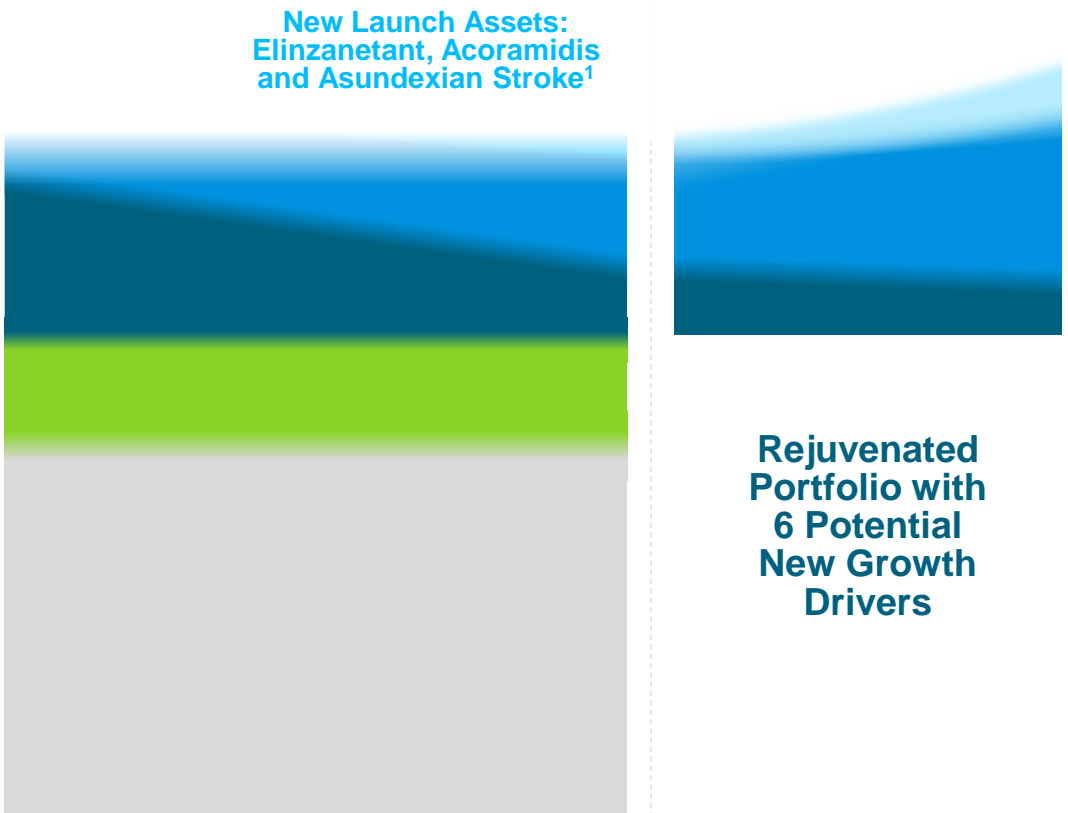 New Launch Assets:
Elinzanetant, Acoramidis
and Asundexian Stroke¹
Rejuvenated
Portfolio with
6 Potential
New Growth
Drivers